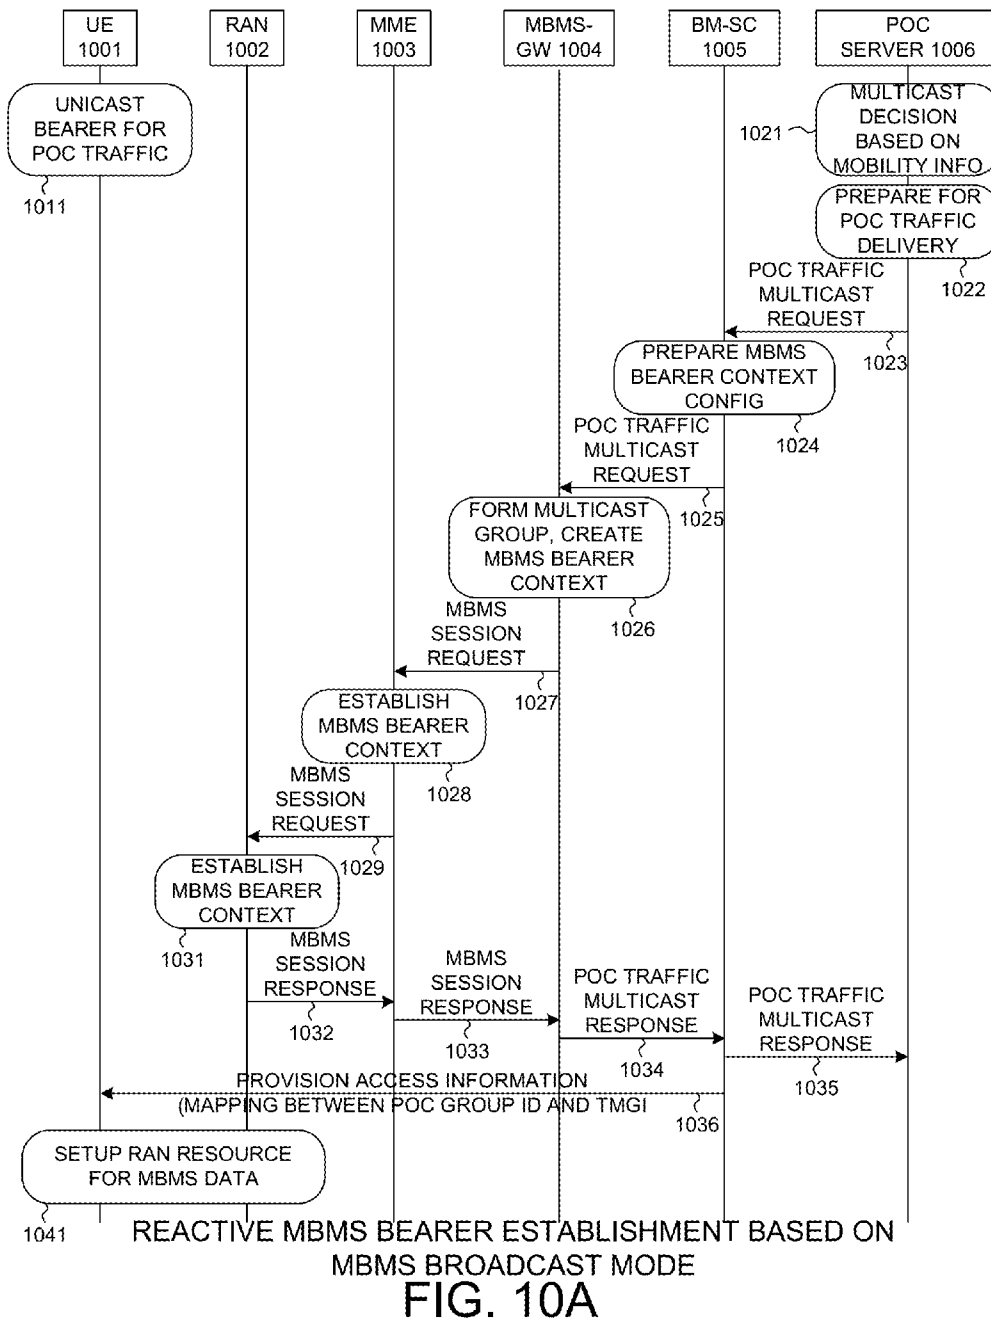 UE
1001
RAN
1002
MME
1003
MBMS-
GW 1004
BM-SC
1005
POC
SERVER 1006
UNICAST
BEARER FOR
POC TRAFFIC
1011
MULTICAST
DECISION
BASED ON
MOBILITY INFO
1021
PREPARE FOR
POC TRAFFIC
DELIVERY
1022
POC TRAFFIC
MULTICAST
REQUEST
1023
PREPARE MBMS
BEARER CONTEXT
CONFIG
1024
POC TRAFFIC
MULTICAST
REQUEST
1025
FORM MULTICAST
GROUP, CREATE
MBMS BEARER
CONTEXT
1026
MBMS
SESSION
REQUEST
1027
ESTABLISH
MBMS BEARER
CONTEXT
1028
MBMS
SESSION
REQUEST
1029
ESTABLISH
MBMS BEARER
CONTEXT
1031
MBMS
SESSION
RESPONSE
1032
MBMS
SESSION
RESPONSE
1033
POC TRAFFIC
MULTICAST
RESPONSE
1034
POC TRAFFIC
MULTICAST
RESPONSE
1035
PROVISION ACCESS INFORMATION
(MAPPING BETWEEN POC GROUP ID AND TMGI
1036
SETUP RAN RESOURCE
FOR MBMS DATA
1041
REACTIVE MBMS BEARER ESTABLISHMENT BASED ON
MBMS BROADCAST MODE
FIG. 10A